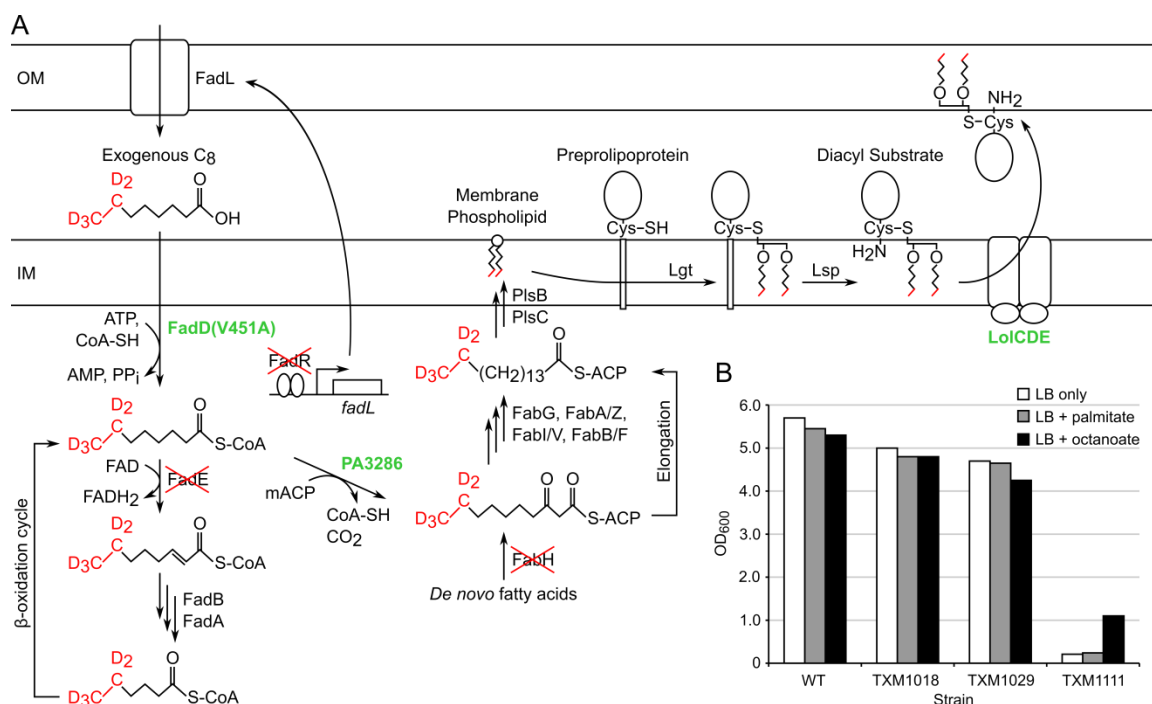 A
OM
FadL
Exogenous C8
D2
C
D3C
O
OH
IM
ATP,
CoA-SH
FadD(V451A)
AMP, PPi
D2
C
D3C
O
S-CoA
FAD
FadE
FADH2
D2
C
D3C
O
S-CoA
FadB
FadA
D2
C
D3C
O
S-CoA
β-oxidation cycle
FadR
fadL
PA3286
mACP
CoA-SH
CO2
Membrane
Phospholipid
PlsB
PlsC
D2
C
D3C
(CH2)13
O
S-ACP
FabG, FabA/Z,
FabI/V, FabB/F
Elongation
D2
C
D3C
O O
S-ACP
FabH
De novo fatty acids
Preprolipoprotein
Cys-SH
Lgt
Cys-S
O O
Lsp
Diacyl Substrate
Cys-S
H2N
O O
O O
NH2
S-Cys
LolCDE
B
LB only
LB + palmitate
LB + octanoate
OD600
6.0
5.0
4.0
3.0
2.0
1.0
0
WT TXM1018 TXM1029 TXM1111
Strain